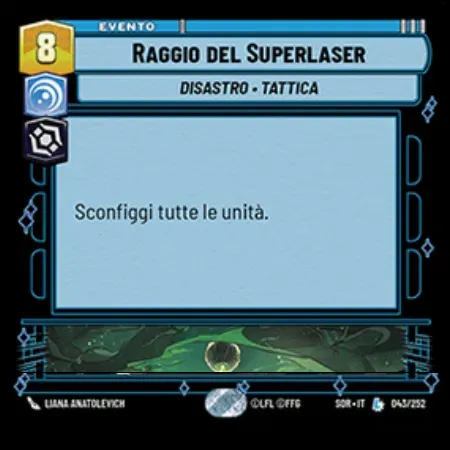 8
EVENTO
RAGGIO DEL SUPERLASER
DISASTRO • TATTICA
Sconfiggi tutte le unità.
LIANA ANATOLEVICH
©LFL ©FFG
SOR • IT
043/252